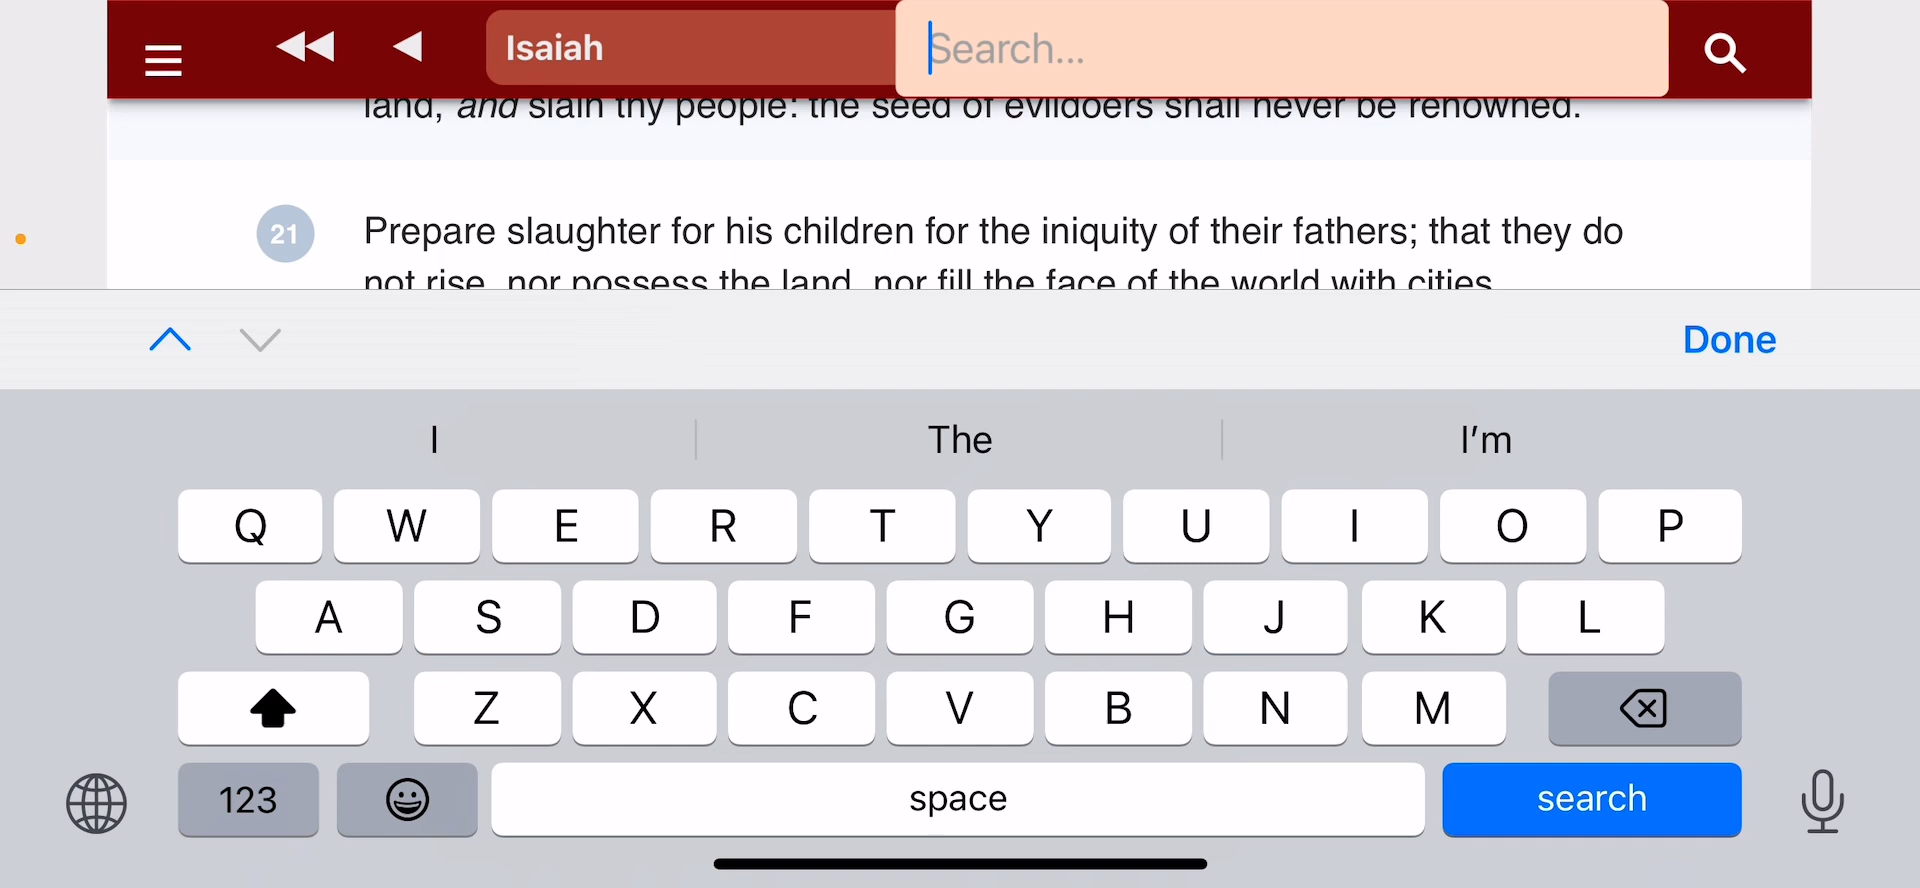 Isaiah
Search...
land, and slain thy people: the seed of evildoers shall never be renowned.
21 Prepare slaughter for his children for the iniquity of their fathers; that they do
not rise, nor possess the land, nor fill the face of the world with cities.
Done
I The I'm
Q W E R T Y U I O P
A S D F G H J K L
Z X C V B N M
123 space search